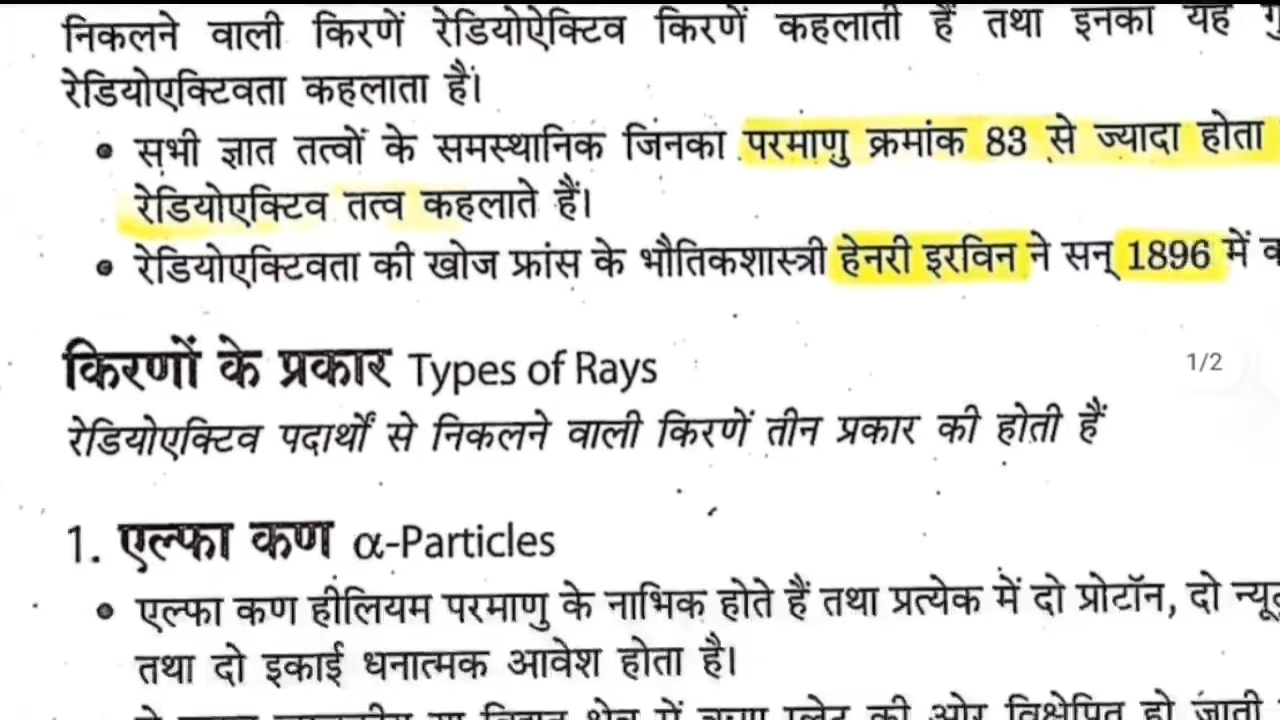 निकलने वाली किरणें रेडियोऐक्टिव किरणें कहलाती हैं तथा इनका यह
रेडियोएक्टिवता कहलाता हैं।
• सभी ज्ञात तत्वों के समस्थानिक जिनका परमाणु क्रमांक 83 से ज्यादा होता
रेडियोएक्टिव तत्व कहलाते हैं।
• रेडियोएक्टिवता की खोज फ्रांस के भौतिकशास्त्री हेनरी इरविन ने सन् 1896 में
किरणों के प्रकार Types of Rays
1/2
रेडियोएक्टिव पदार्थों से निकलने वाली किरणें तीन प्रकार की होती हैं
1. एल्फा कण α-Particles
• एल्फा कण हीलियम परमाणु के नाभिक होते हैं तथा प्रत्येक में दो प्रोटॉन, दो
तथा दो इकाई धनात्मक आवेश होता है।